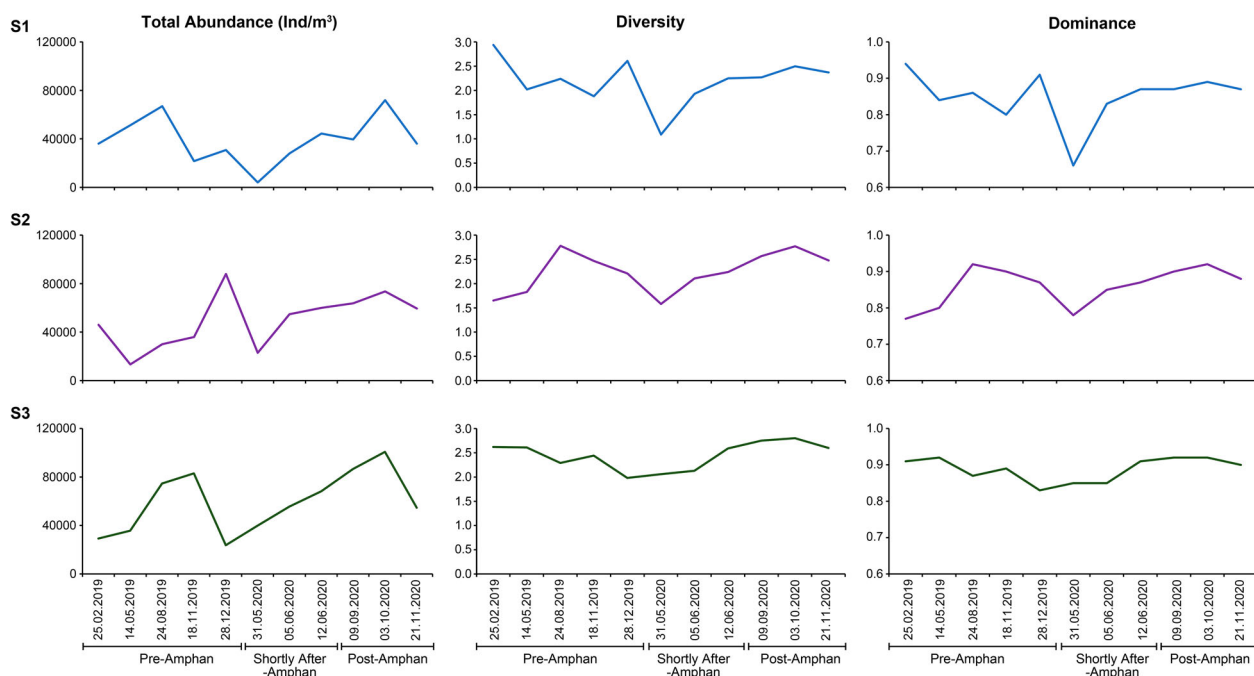 Total Abundance (Ind/m³) Diversity Dominance
S1
120000 3.0 1.0
2.5
80000 2.0 0.9
1.5 0.8
40000 1.0
0.5 0.7
0 0.0 0.6
S2
120000 3.0 1.0
2.5
80000 2.0 0.9
1.5 0.8
40000 1.0
0.5 0.7
0 0.0 0.6
S3
120000 3.0 1.0
2.5
80000 2.0 0.9
1.5 0.8
40000 1.0
0.5 0.7
0 0.0 0.6
25.02.2019 14.05.2019 24.08.2019 18.11.2019 28.12.2019 31.05.2020 05.06.2020 12.06.2020 09.09.2020 03.10.2020 21.11.2020 25.02.2019 14.05.2019 24.08.2019 18.11.2019 28.12.2019 31.05.2020 05.06.2020 12.06.2020 09.09.2020 03.10.2020 21.11.2020 25.02.2019 14.05.2019 24.08.2019 18.11.2019 28.12.2019 31.05.2020 05.06.2020 12.06.2020 09.09.2020 03.10.2020 21.11.2020
Pre-Amphan Shortly After Post-Amphan Pre-Amphan Shortly After Post-Amphan Pre-Amphan Shortly After Post-Amphan
-Amphan -Amphan -Amphan